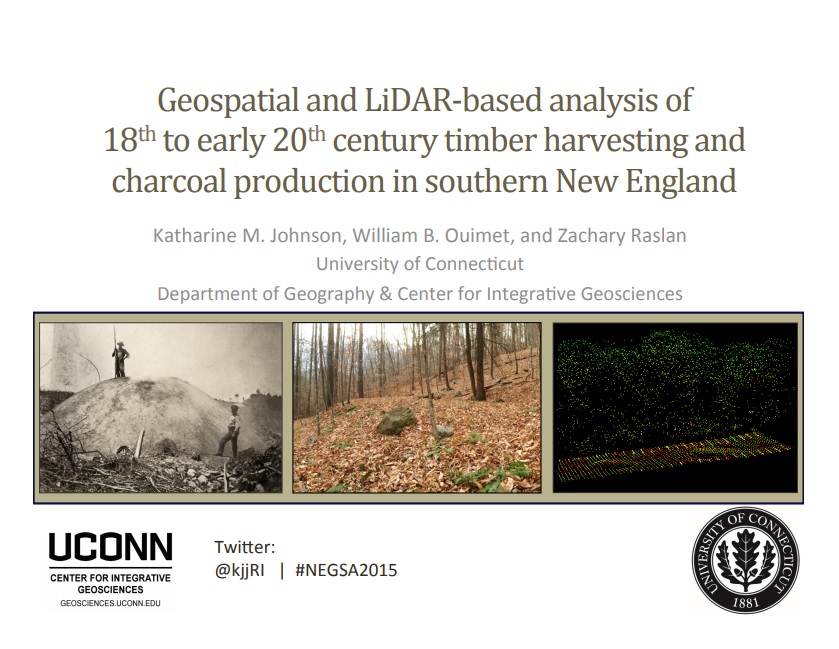 Geospatial and LiDAR-based analysis of
18th to early 20th century timber harvesting and
charcoal production in southern New England
Katharine M. Johnson, William B. Ouimet, and Zachary Raslan
University of Connecticut
Department of Geography & Center for Integrative Geosciences
UCONN
CENTER FOR INTEGRATIVE
GEOSCIENCES
GEOSCIENCES.UCONN.EDU
Twitter:
@kjjRI | #NEGSA2015
UNIVERSITY OF CONNECTICUT
1881